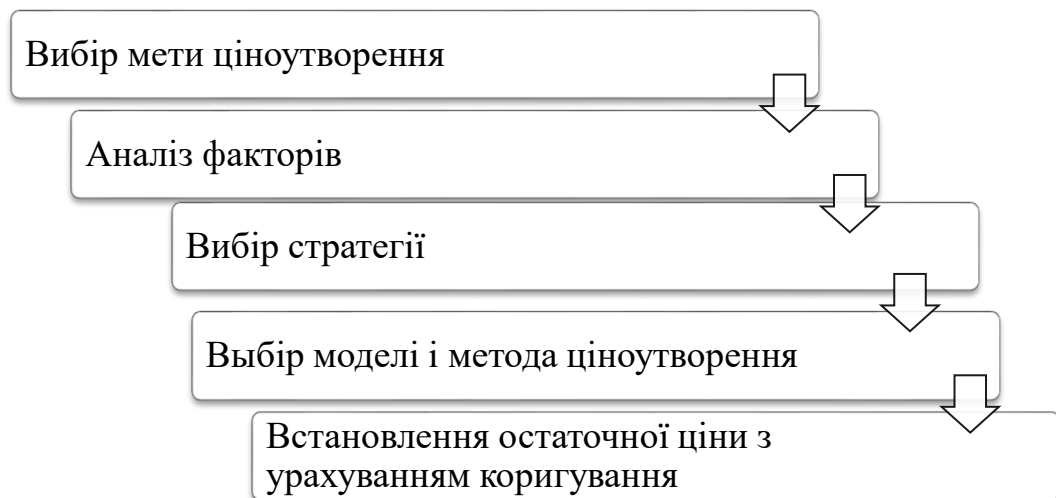 Вибір мети ціноутворення
Аналіз факторів
Вибір стратегії
Выбір моделі і метода ціноутворення
Встановлення остаточної ціни з
урахуванням коригування